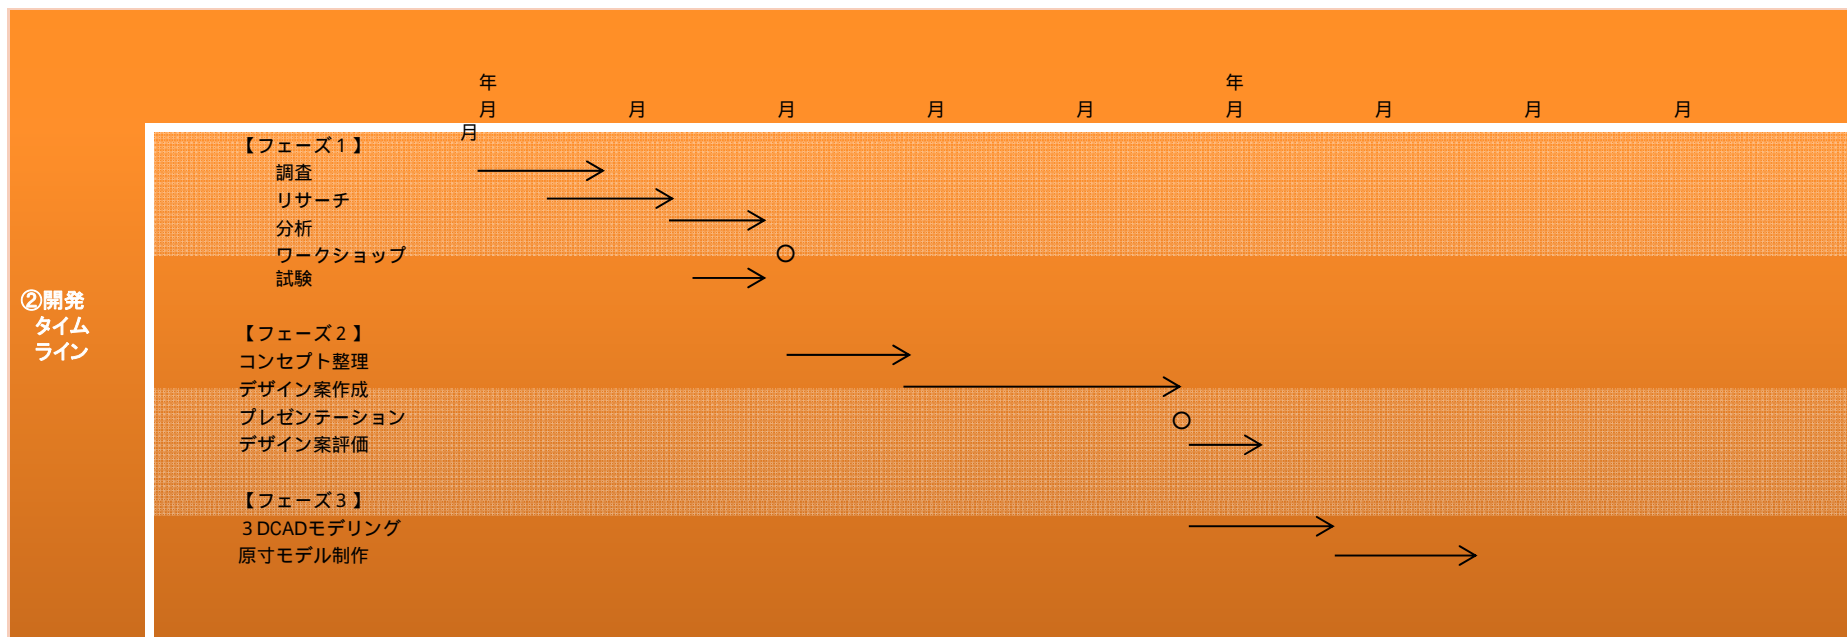 年 年
月 月 月 月 月 月 月 月 月
月
【フェーズ1】
調査
リサーチ
分析
ワークショップ
試験
②開発
タイム
ライン
【フェーズ2】
コンセプト整理
デザイン案作成
プレゼンテーション
デザイン案評価
【フェーズ3】
3DCADモデリング
原寸モデル制作